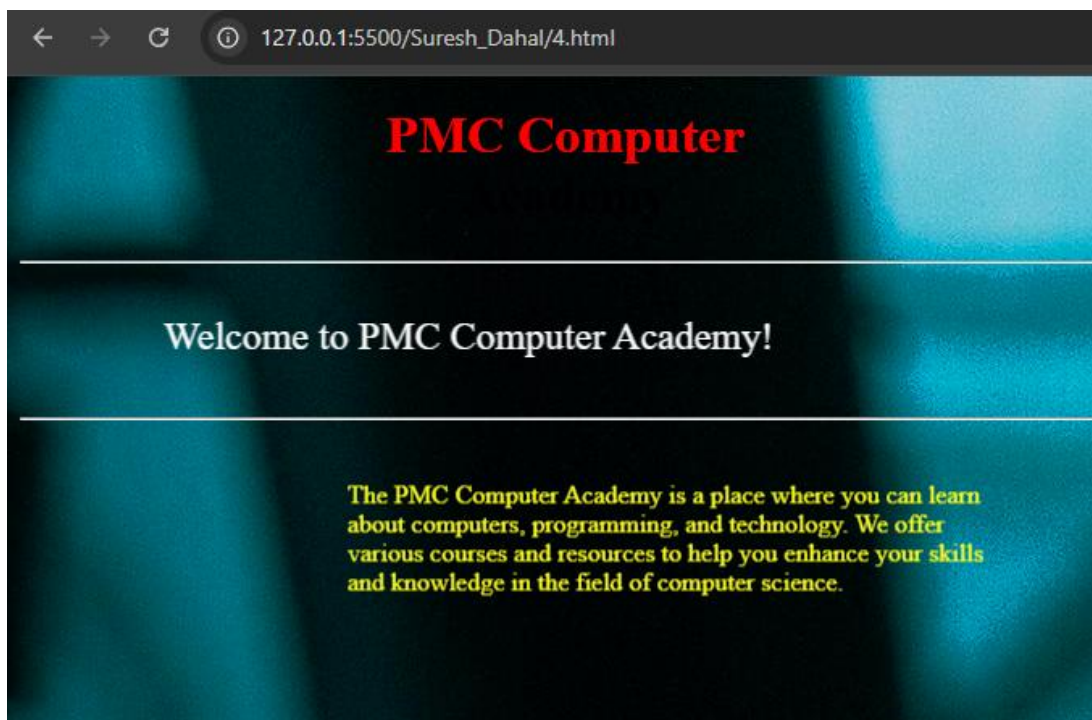 127.0.0.1:5500/Suresh_Dahal/4.html
PMC Computer
Academy
Welcome to PMC Computer Academy!
The PMC Computer Academy is a place where you can learn
about computers, programming, and technology. We offer
various courses and resources to help you enhance your skills
and knowledge in the field of computer science.